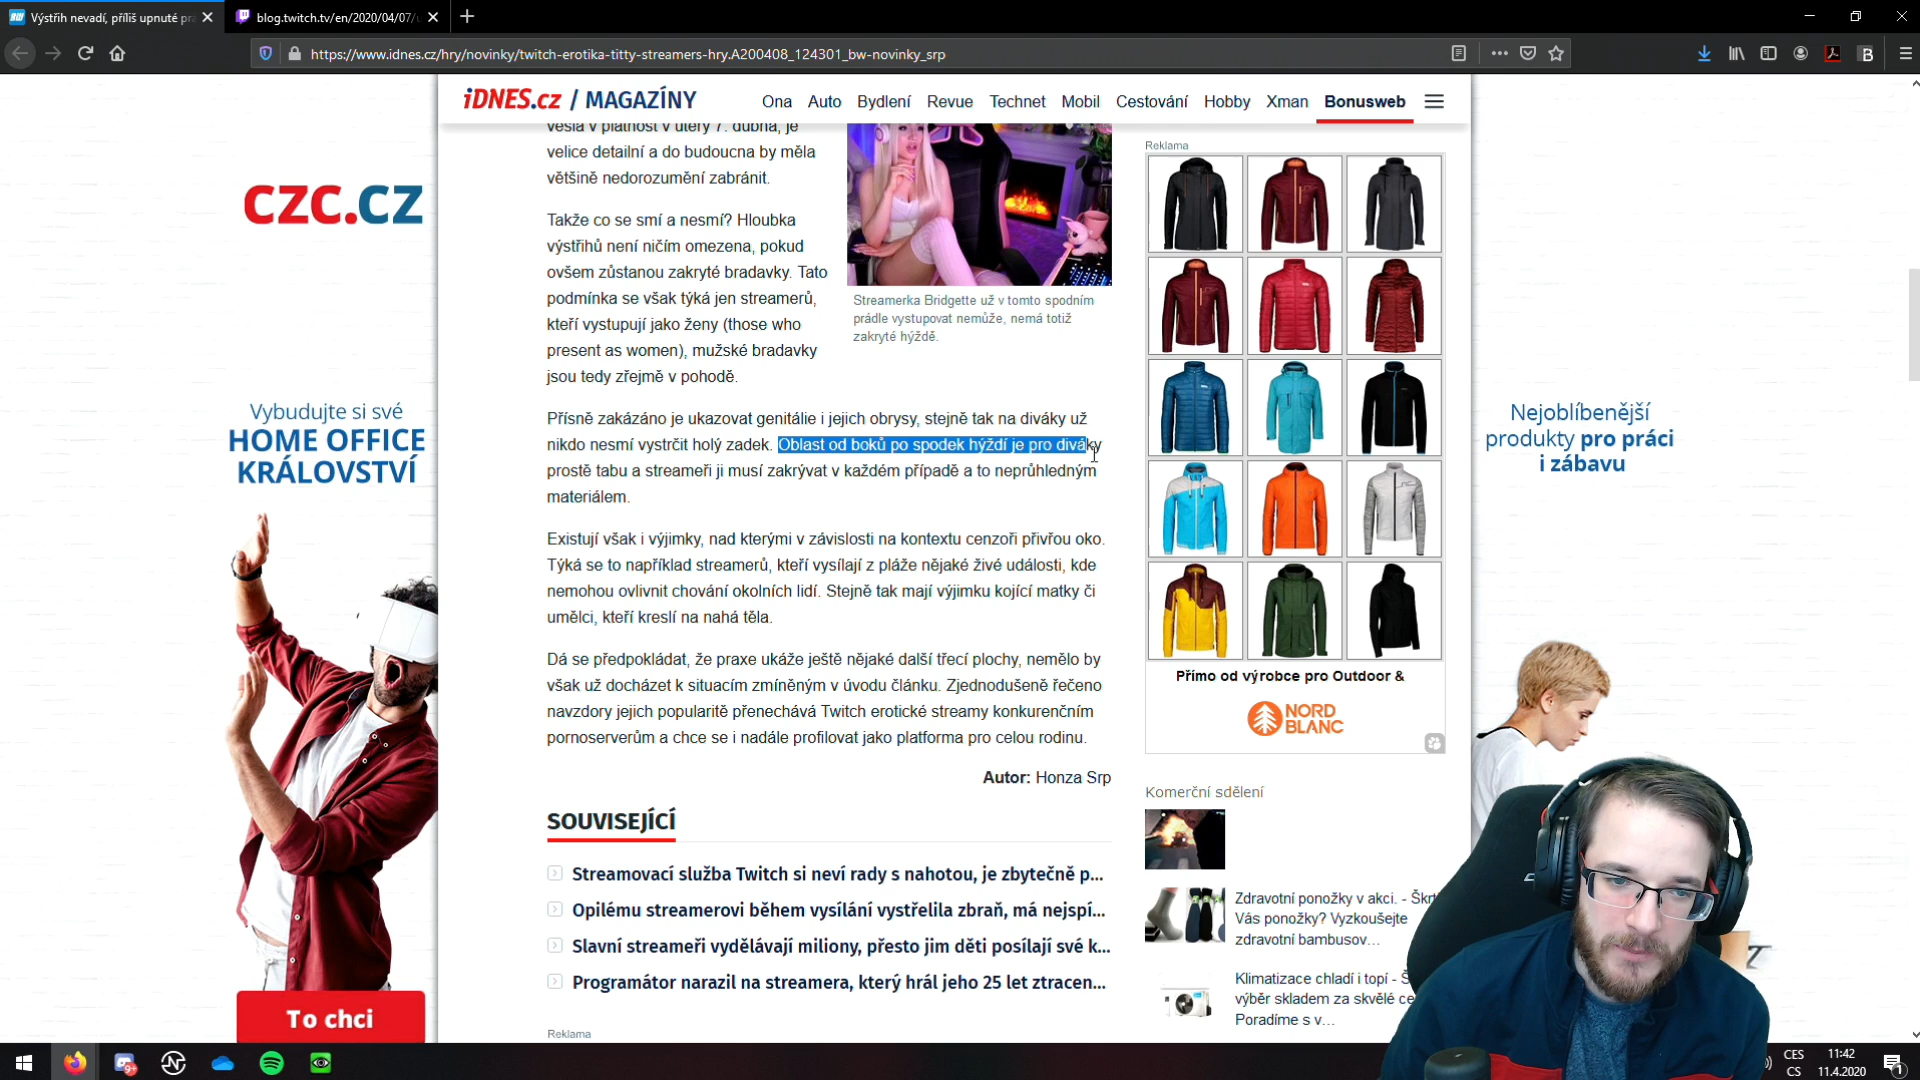 Výstřih nevadí, příliš upnuté pr
blog.twitch.tv/en/2020/04/07/
https://www.idnes.cz/hry/novinky/twitch-erotika-titty-streamers-hry.A200408_124301_bw-novinky_srp
iDNES.cz / MAGAZÍNY
Ona Auto Bydlení Revue Technet Mobil Cestování Hobby Xman Bonusweb
vešla v platnost v úterý 7. dubna, je
velice detailní a do budoucna by měla
většině nedorozumění zabránit.
Takže co se smí a nesmí? Hloubka
výstřihů není ničím omezena, pokud
ovšem zůstanou zakryté bradavky. Tato
podmínka se však týká jen streamerů,
kteří vystupují jako ženy (those who
present as women), mužské bradavky
jsou tedy zřejmě v pohodě.
Streamerka Bridgette už v tomto spodním
prádle vystupovat nemůže, nemá totiž
zakryté hýždě.
Přísně zakázáno je ukazovat genitálie i jejich obrysy, stejně tak na diváky už
nikdo nesmí vystrčit holý zadek. Oblast od boků po spodek hýždí je pro diváky
prostě tabu a streameři ji musí zakrývat v každém případě a to neprůhledným
materiálem.
Existují však i výjimky, nad kterými v závislosti na kontextu cenzoři přivřou oko.
Týká se to například streamerů, kteří vysílají z pláže nějaké živé události, kde
nemohou ovlivnit chování okolních lidí. Stejně tak mají výjimku kojící matky či
umělci, kteří kreslí na nahá těla.
Dá se předpokládat, že praxe ukáže ještě nějaké další třecí plochy, nemělo by
však už docházet k situacím zmíněným v úvodu článku. Zjednodušeně řečeno
navzdory jejich popularitě přenechává Twitch erotické streamy konkurenčním
pornoserverům a chce se i nadále profilovat jako platforma pro celou rodinu.
Autor: Honza Srp
SOUVISEJÍCÍ
Streamovací služba Twitch si neví rady s nahotou, je zbytečně p...
Opilému streamerovi během vysílání vystřelila zbraň, má nejspí...
Slavní streameři vydělávají miliony, přesto jim děti posílají své k...
Programátor narazil na streamera, který hrál jeho 25 let ztracen...
Reklama
Reklama
Přímo od výrobce pro Outdoor &
NORD
BLANC
Komerční sdělení
Zdravotní ponožky v akci. - Škrt
Vás ponožky? Vyzkoušejte
zdravotní bambusov...
Klimatizace chladí i topí - Š
výběr skladem za skvělé ce
Poradíme s v...
CZC.CZ
Vybudujte si své
HOME OFFICE
KRÁLOVSTVÍ
To chci
Nejoblíbenější
produkty pro práci
i zábavu
CES
CS
11:42
11.4.2020